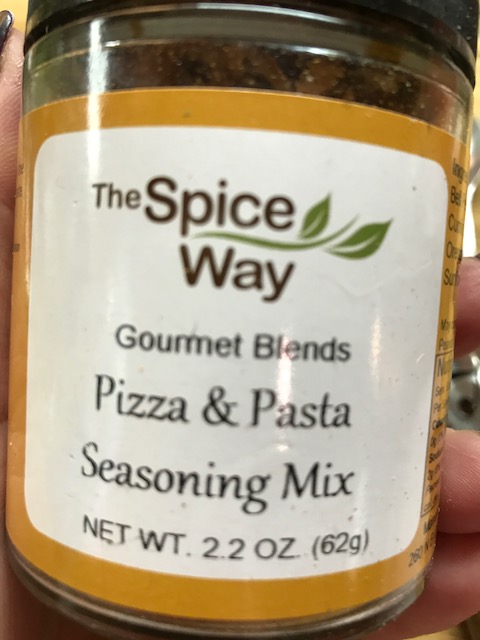 The Spice
Way
Gourmet Blends
Pizza & Pasta
Seasoning Mix
NET WT. 2.2 OZ. (62g)